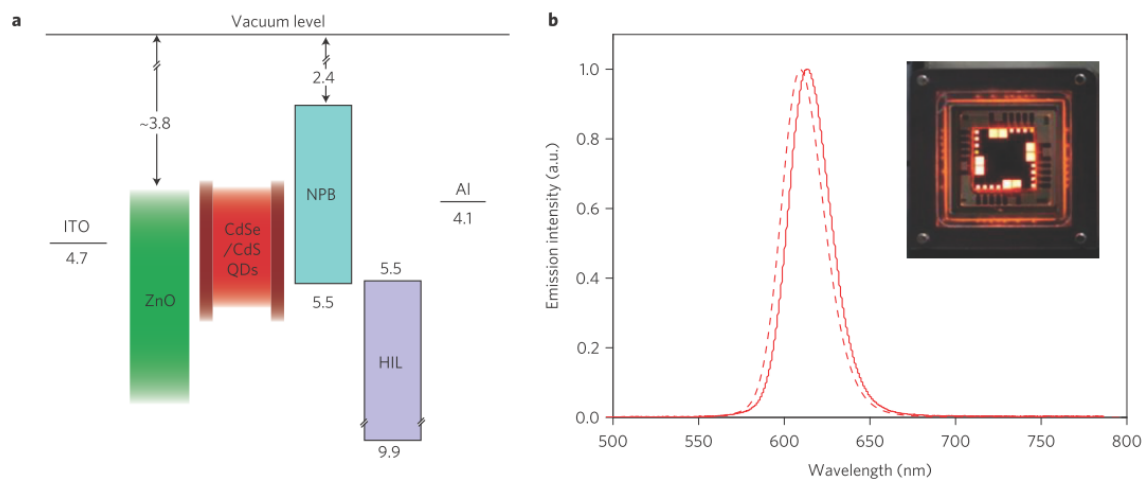 a
Vacuum level
2.4
~3.8
NPB
Al
4.1
ITO
4.7
CdSe
/CdS
QDs
ZnO
5.5
5.5
HIL
9.9
b
1.0
0.8
0.6
0.4
0.2
0.0
Emission intensity (a.u.)
500
550
600
650
700
750
800
Wavelength (nm)